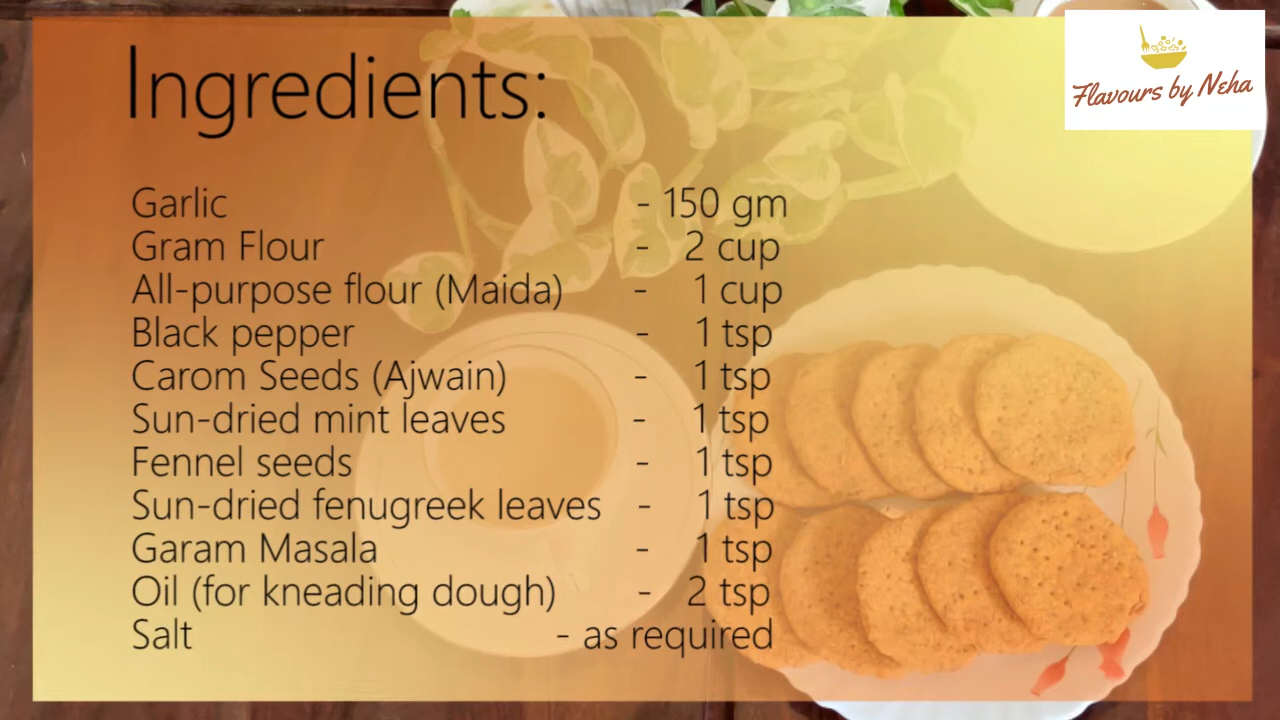 Flavours by Neha
Ingredients:
Garlic - 150 gm
Gram Flour - 2 cup
All-purpose flour (Maida) - 1 cup
Black pepper - 1 tsp
Carom Seeds (Ajwain) - 1 tsp
Sun-dried mint leaves - 1 tsp
Fennel seeds - 1 tsp
Sun-dried fenugreek leaves - 1 tsp
Garam Masala - 1 tsp
Oil (for kneading dough) - 2 tsp
Salt - as required